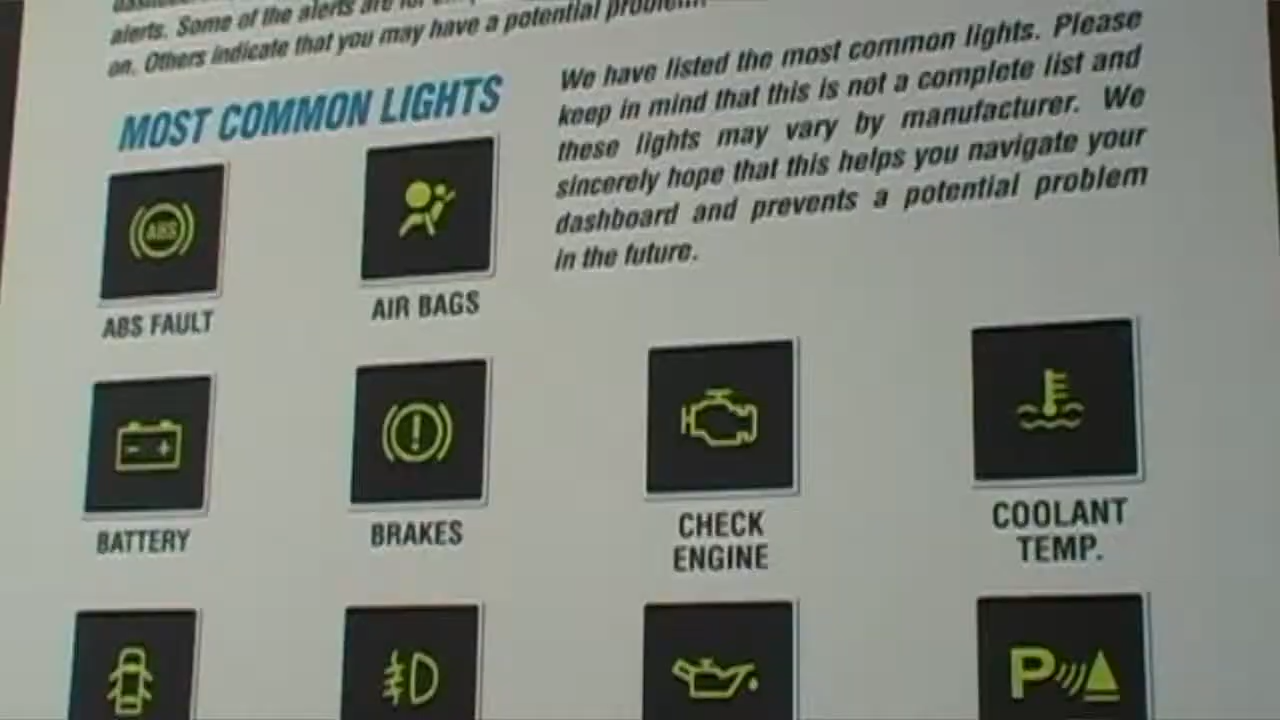 alerts. Some of the alerts are for
on. Others indicate that you may have a potential problem.
MOST COMMON LIGHTS
We have listed the most common lights. Please
keep in mind that this is not a complete list and
these lights may vary by manufacturer. We
sincerely hope that this helps you navigate your
dashboard and prevents a potential problem
in the future.
ABS
ABS FAULT
AIR BAGS
BATTERY
BRAKES
CHECK
ENGINE
COOLANT
TEMP.
P